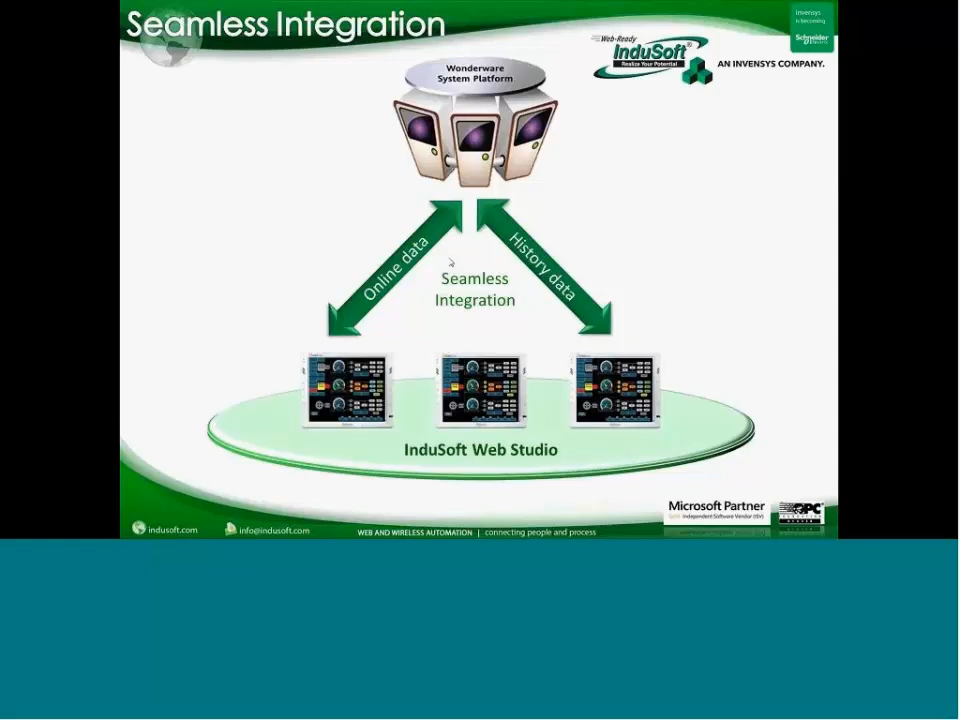 Seamless Integration
invensys
is becoming
Schneider
Electric
Web-Ready
InduSoft®
Realize Your Potential
AN INVENSYS COMPANY.
Wonderware
System Platform
Online data
History data
Seamless
Integration
InduSoft Web Studio
Microsoft Partner
Independent Software Vendor (ISV)
OPC
FOUNDATION
MEMBER
indusoft.com
info@indusoft.com
WEB AND WIRELESS AUTOMATION | connecting people and process